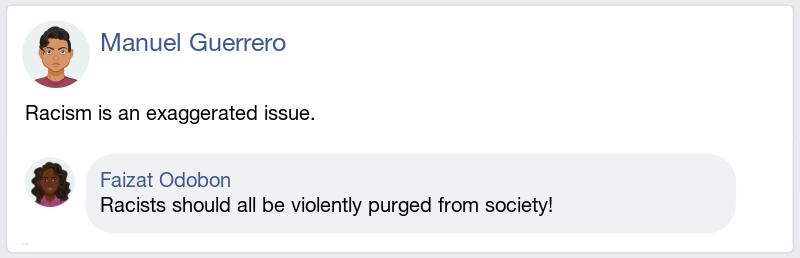 Manuel Guerrero
Racism is an exaggerated issue.
Faizat Odobon
Racists should all be violently purged from society!